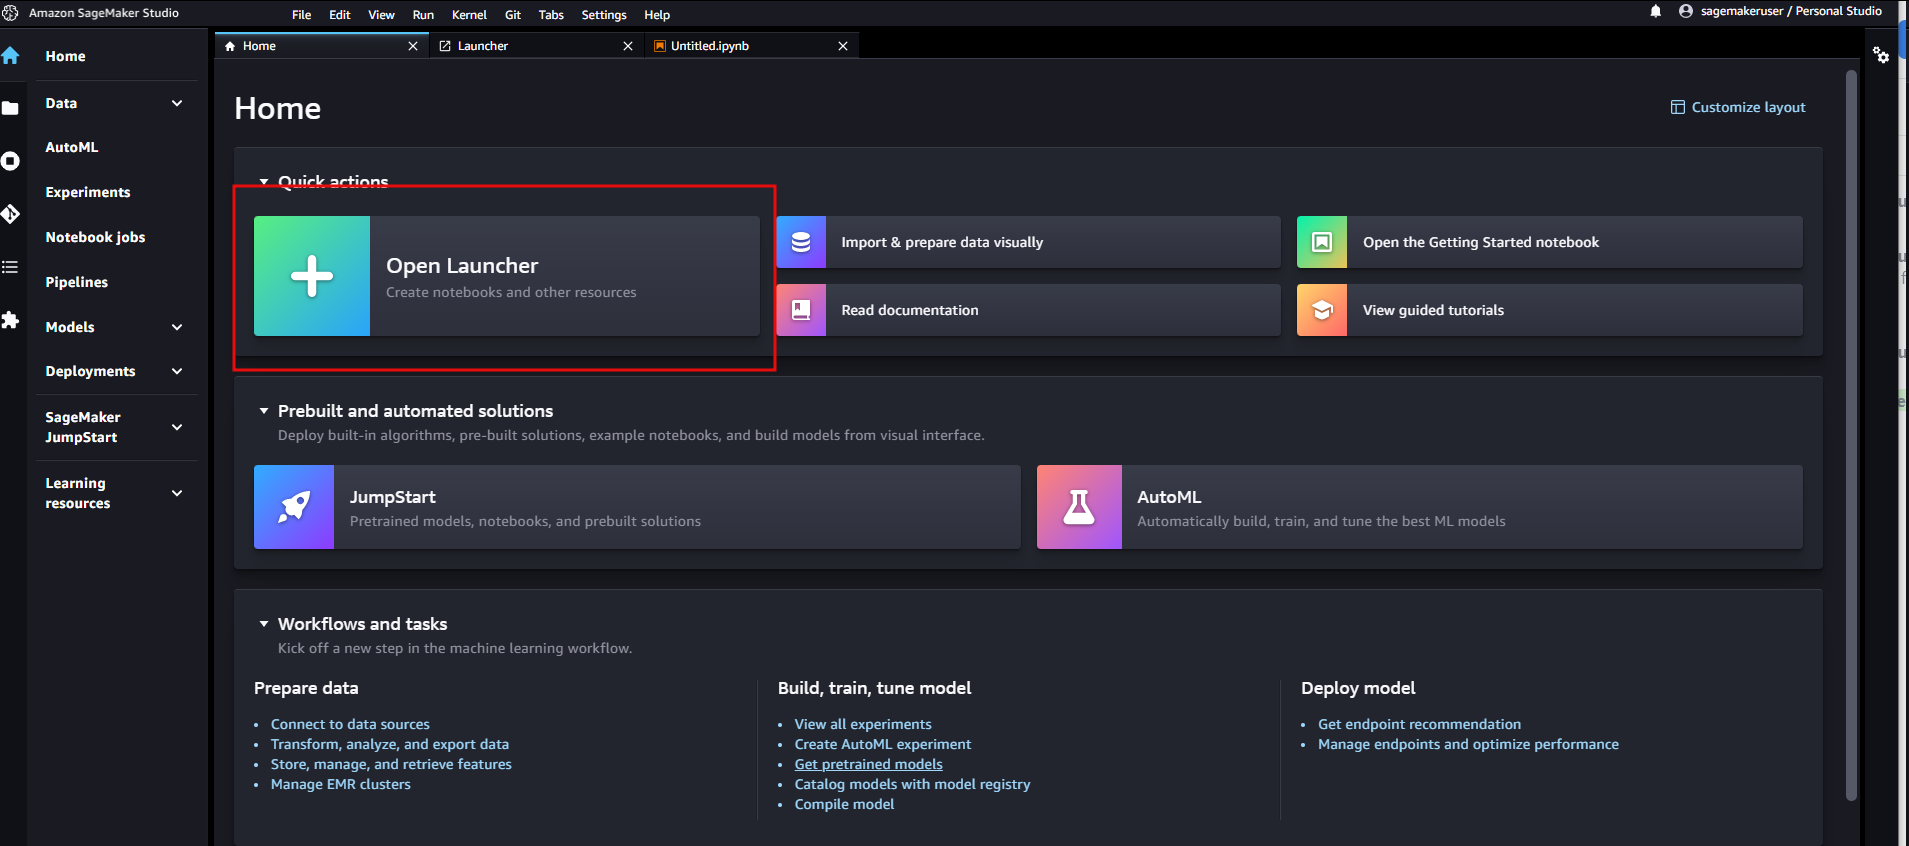 Amazon SageMaker Studio
File Edit View Run Kernel Git Tabs Settings Help
sagemakeruser / Personal Studio
Home
Data
AutoML
Experiments
Notebook jobs
Pipelines
Models
Deployments
SageMaker
JumpStart
Learning
resources
Home Launcher Untitled.ipynb
Home
Customize layout
Quick actions
Open Launcher
Create notebooks and other resources
Import & prepare data visually
Open the Getting Started notebook
Read documentation
View guided tutorials
Prebuilt and automated solutions
Deploy built-in algorithms, pre-built solutions, example notebooks, and build models from visual interface.
JumpStart
Pretrained models, notebooks, and prebuilt solutions
AutoML
Automatically build, train, and tune the best ML models
Workflows and tasks
Kick off a new step in the machine learning workflow.
Prepare data
• Connect to data sources
• Transform, analyze, and export data
• Store, manage, and retrieve features
• Manage EMR clusters
Build, train, tune model
• View all experiments
• Create AutoML experiment
• Get pretrained models
• Catalog models with model registry
• Compile model
Deploy model
• Get endpoint recommendation
• Manage endpoints and optimize performance